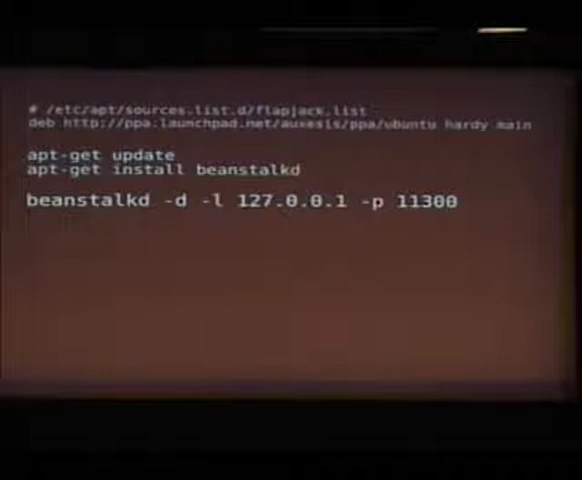 # /etc/apt/sources.list.d/flapjack.list
deb http://ppa.launchpad.net/auxesis/ppa/ubuntu hardy main
apt-get update
apt-get install beanstalkd
beanstalkd -d -l 127.0.0.1 -p 11300